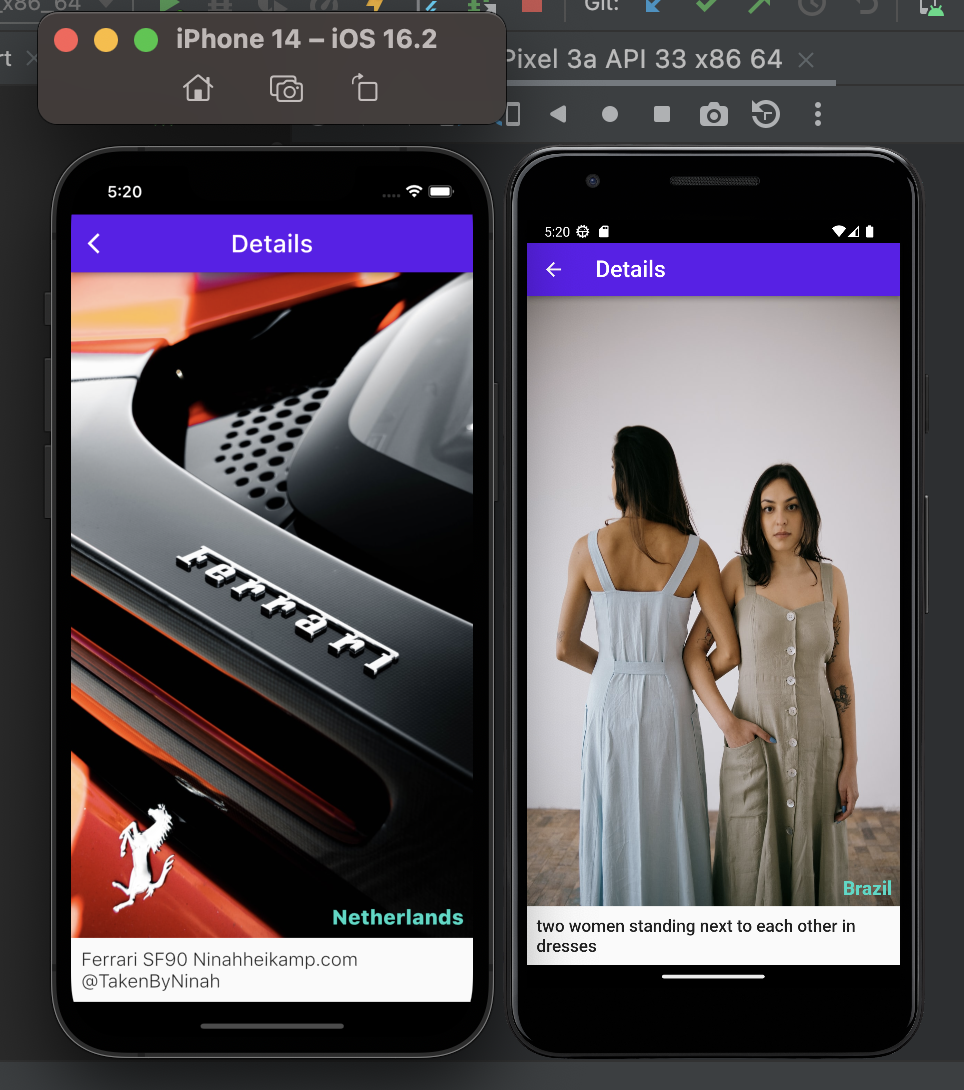 x86_64
Git:
iPhone 14 – iOS 16.2
Pixel 3a API 33 x86 64
5:20
Details
Ferrari
Netherlands
Ferrari SF90 Ninahheikamp.com
@TakenByNinah
5:20
Details
Brazil
two women standing next to each other in
dresses